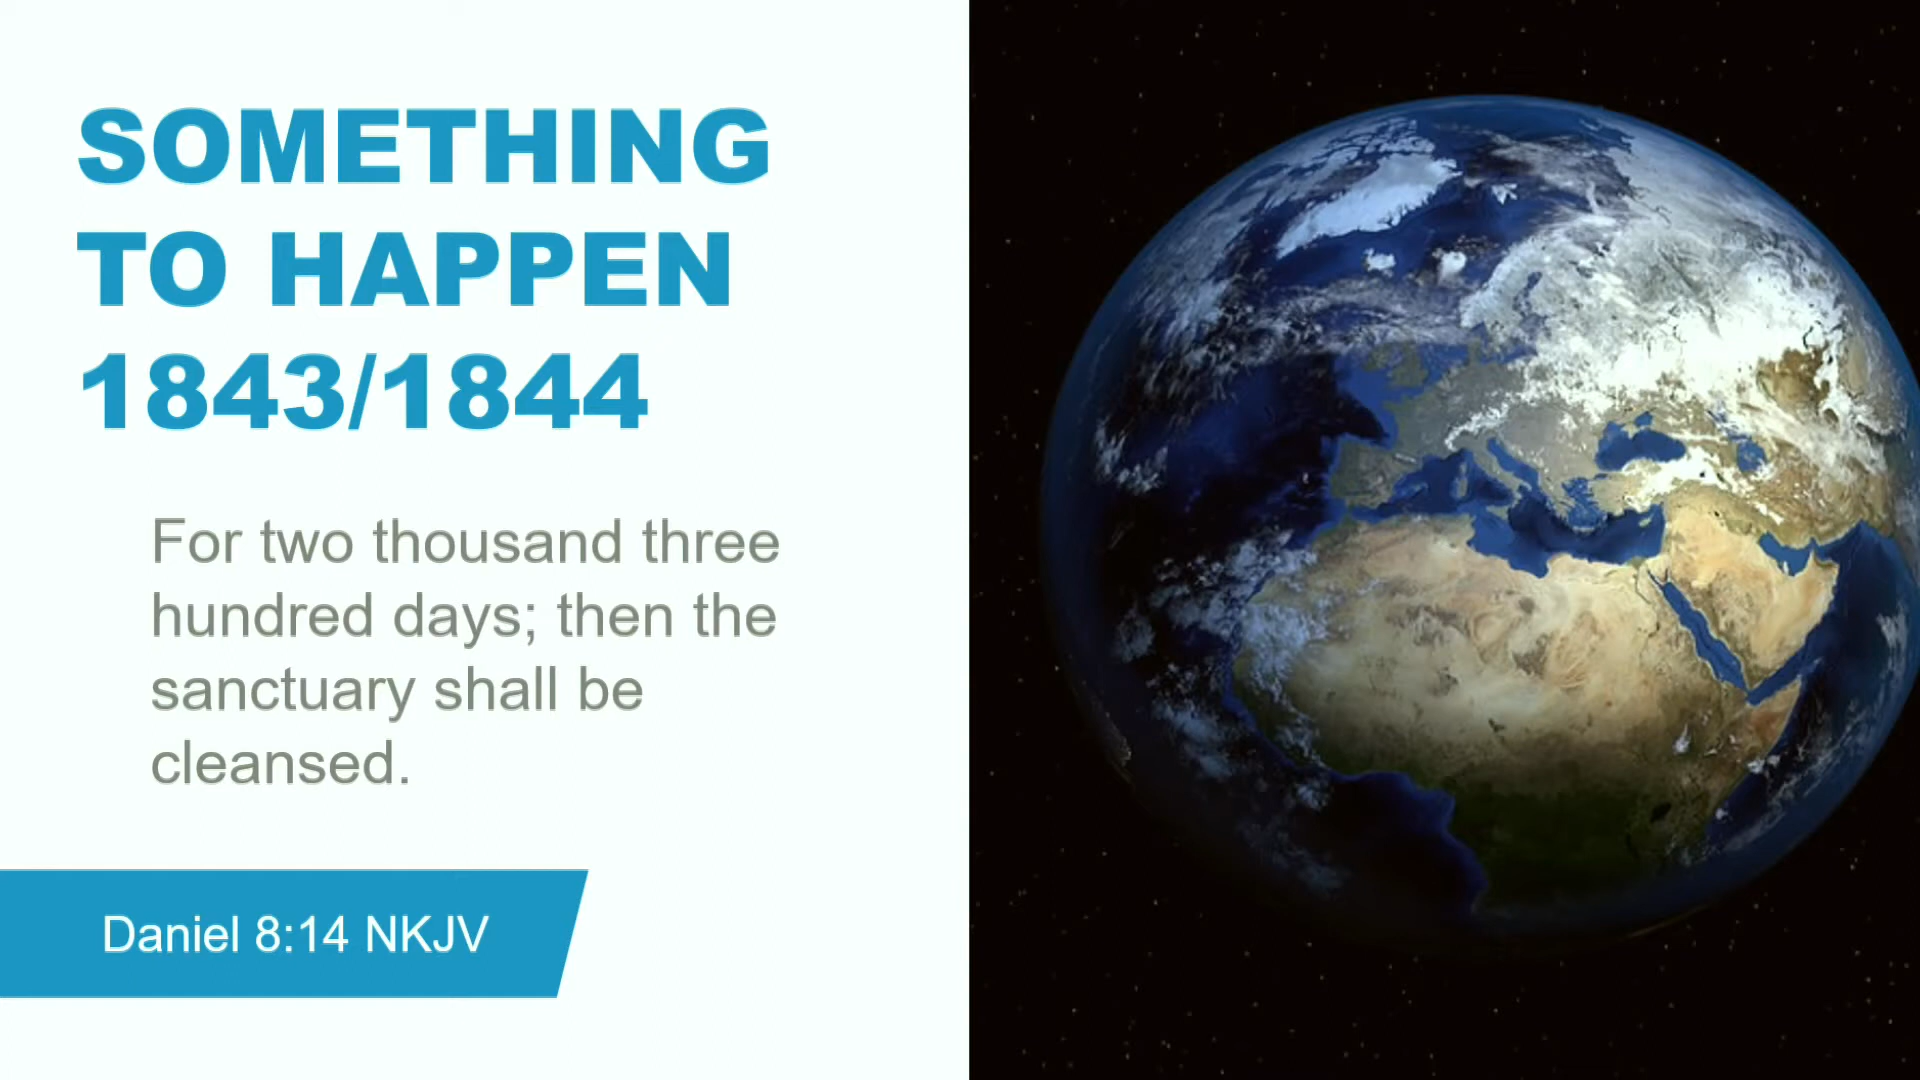 SOMETHING
TO HAPPEN
1843/1844
For two thousand three
hundred days; then the
sanctuary shall be
cleansed.
Daniel 8:14 NKJV